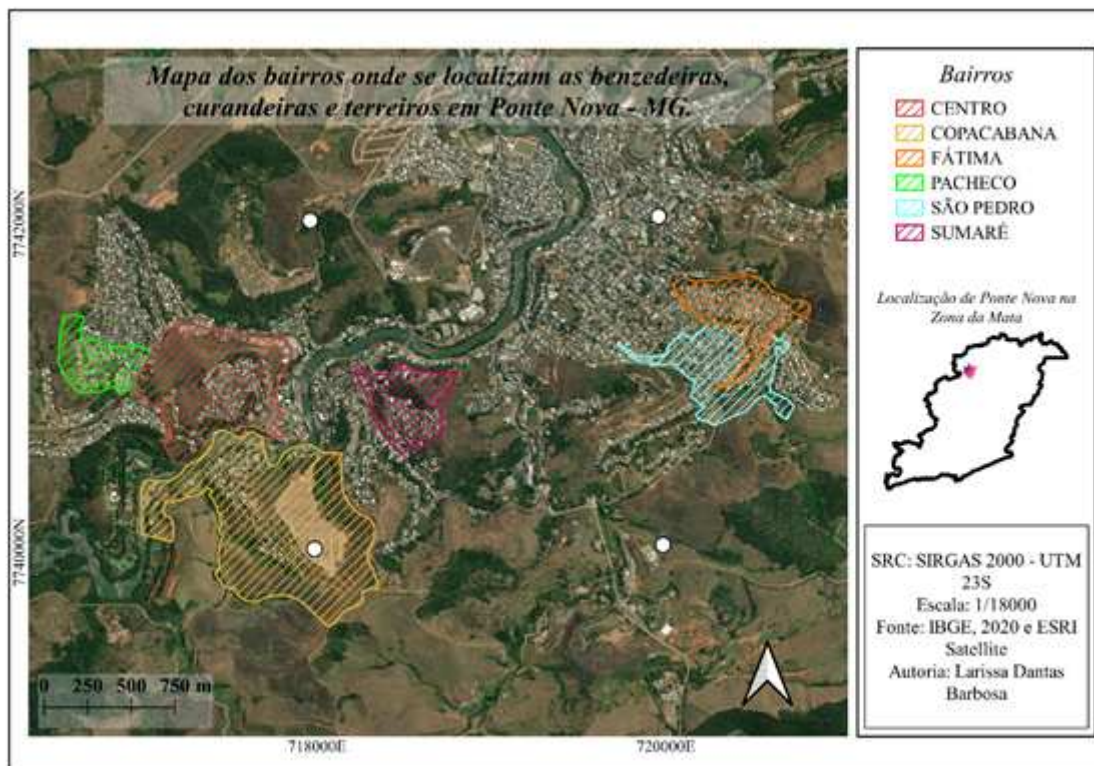 Mapa dos bairros onde se localizam as benzedeiras,
curandeiras e terreiros em Ponte Nova - MG.
Bairros
CENTRO
COPACABANA
FÁTIMA
PACHECO
SÃO PEDRO
SUMARÉ
Localização de Ponte Nova na
Zona da Mata
SRC: SIRGAS 2000 - UTM
23S
Escala: 1/18000
Fonte: IBGE, 2020 e ESRI
Satellite
Autoria: Larissa Dantas
Barbosa
7742000N
7740000N
0 250 500 750 m
718000E
720000E